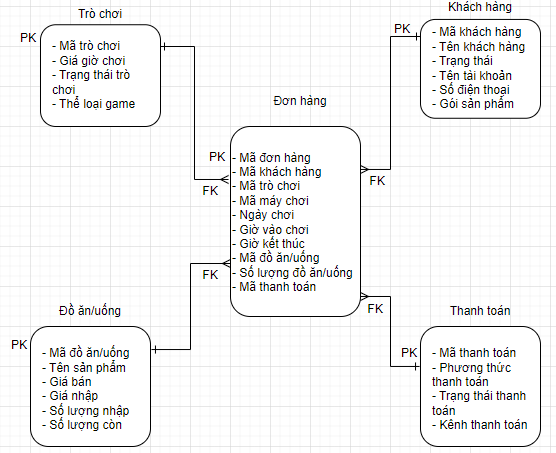 Trò chơi
PK
- Mã trò chơi
- Giá giờ chơi
- Trạng thái trò
chơi
- Thể loại game
Khách hàng
PK
- Mã khách hàng
- Tên khách hàng
- Trạng thái
- Tên tài khoản
- Số điện thoại
- Gói sản phẩm
Đơn hàng
PK
FK
FK
FK
FK
- Mã đơn hàng
- Mã khách hàng
- Mã trò chơi
- Mã máy chơi
- Ngày chơi
- Giờ vào chơi
- Giờ kết thúc
- Mã đồ ăn/uống
- Số lượng đồ ăn/uống
- Mã thanh toán
Đồ ăn/uống
PK
- Mã đồ ăn/uống
- Tên sản phẩm
- Giá bán
- Giá nhập
- Số lượng nhập
- Số lượng còn
Thanh toán
PK
- Mã thanh toán
- Phương thức
thanh toán
- Trạng thái thanh
toán
- Kênh thanh toán